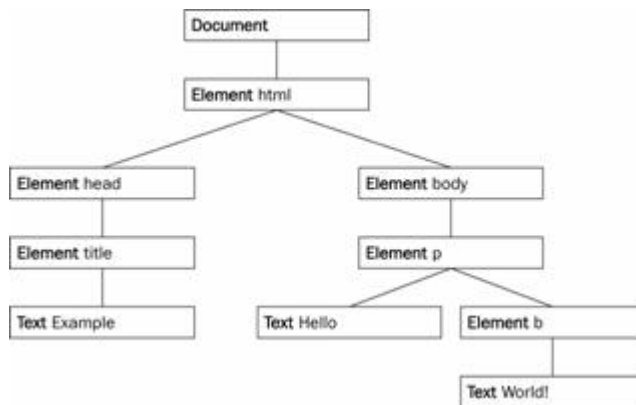 Document
Element html
Element head
Element body
Element title
Element p
Text Example
Text Hello
Element b
Text World!